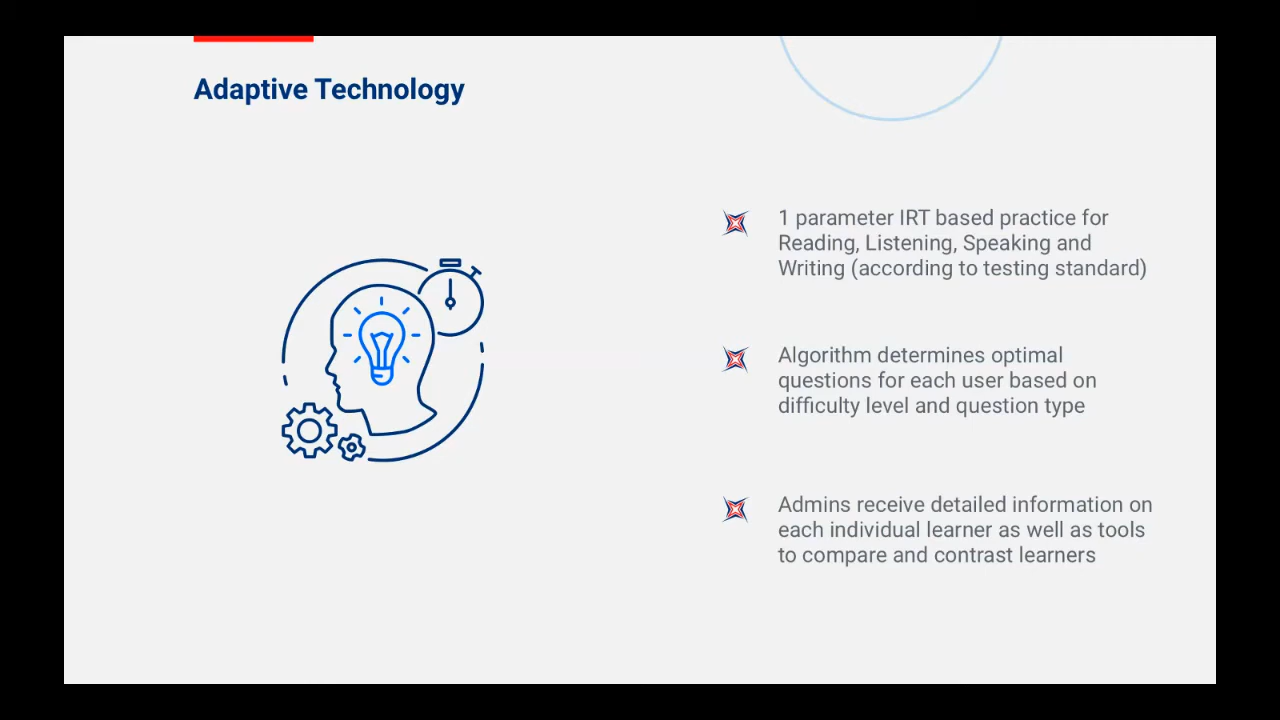 Adaptive Technology
1 parameter IRT based practice for
Reading, Listening, Speaking and
Writing (according to testing standard)
Algorithm determines optimal
questions for each user based on
difficulty level and question type
Admins receive detailed information on
each individual learner as well as tools
to compare and contrast learners